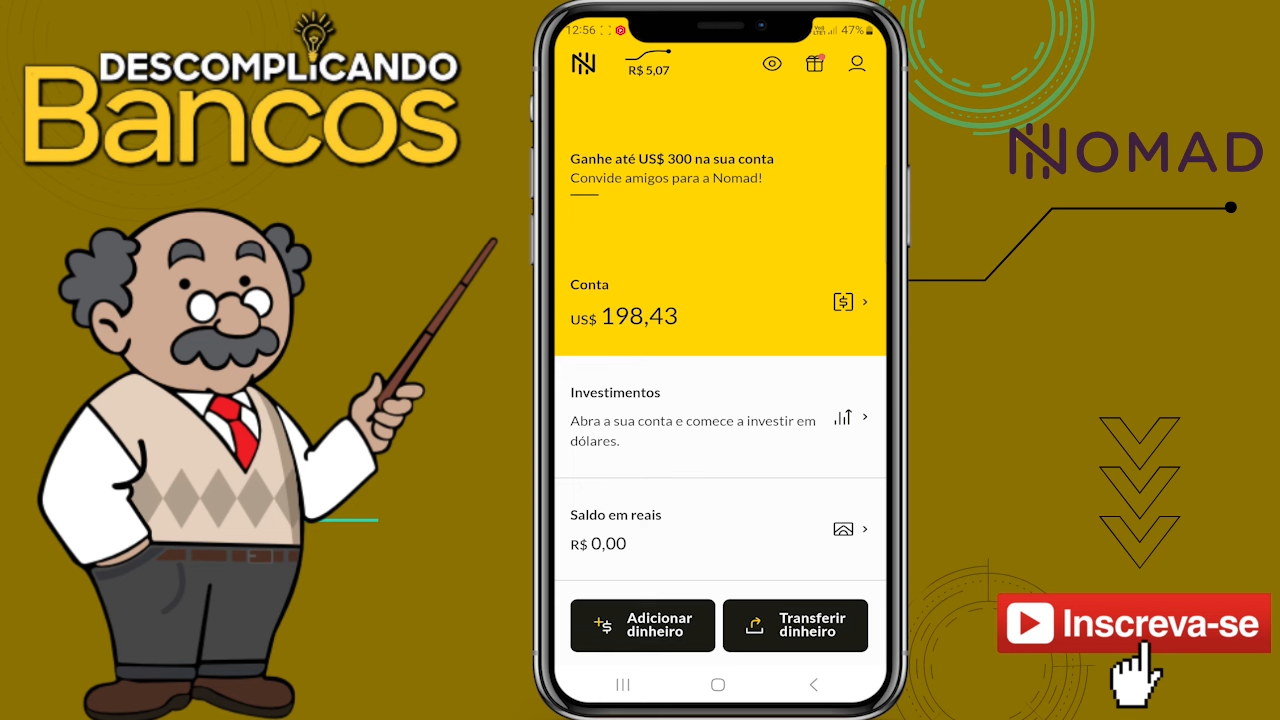 DESCOMPLiCANDO
Bancos
12:56
47%
R$ 5,07
Ganhe até US$ 300 na sua conta
Convide amigos para a Nomad!
Conta
US$ 198,43
Investimentos
Abra a sua conta e comece a investir em
dólares.
Saldo em reais
R$ 0,00
Adicionar
dinheiro
Transferir
dinheiro
NOMAD
Inscreva-se